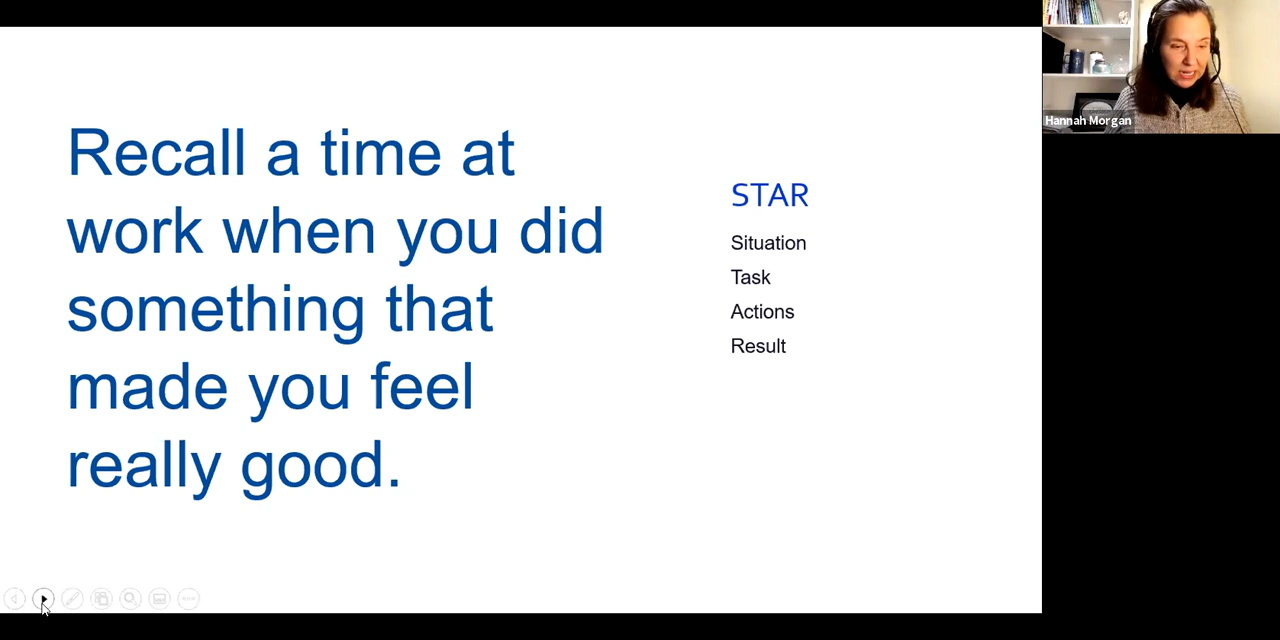 Recall a time at
work when you did
something that
made you feel
really good.
STAR
Situation
Task
Actions
Result
Hannah Morgan